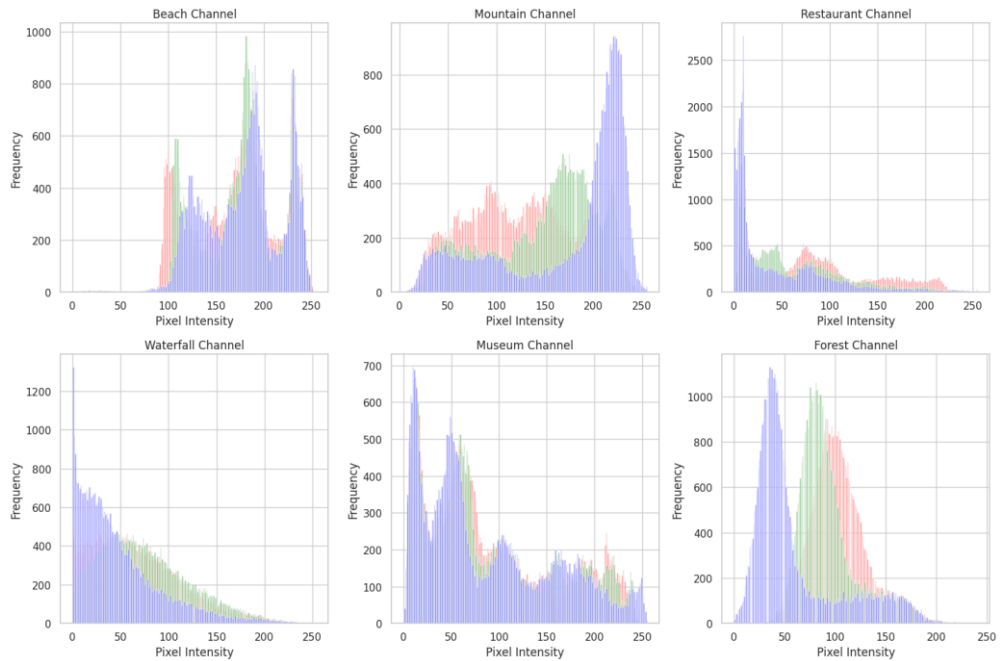 Beach Channel
1000
800
600
400
200
0
Frequency
0 50 100 150 200 250
Pixel Intensity
Mountain Channel
800
600
400
200
0
Frequency
0 50 100 150 200 250
Pixel Intensity
Restaurant Channel
2500
2000
1500
1000
500
0
Frequency
0 50 100 150 200 250
Pixel Intensity
Waterfall Channel
1200
1000
800
600
400
200
0
Frequency
0 50 100 150 200 250
Pixel Intensity
Museum Channel
700
600
500
400
300
200
100
0
Frequency
0 50 100 150 200 250
Pixel Intensity
Forest Channel
1000
800
600
400
200
0
Frequency
0 50 100 150 200 250
Pixel Intensity